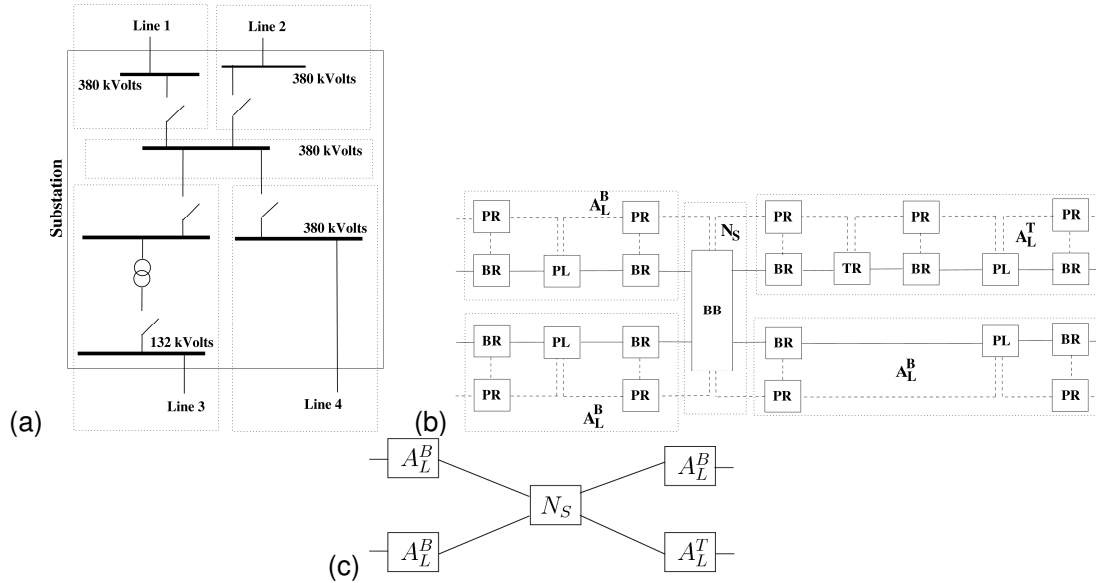 Line 1 Line 2
380 kVolts 380 kVolts
380 kVolts
Substation
380 kVolts
132 kVolts
Line 3 Line 4
(a)
PR A_L^B PR N_S PR PR A_L^T PR
BR PL BR BR TR BR PL BR
BB
BR PL BR BR PL BR
PR A_L^B PR PR A_L^B PR
(b)
A_L^B A_L^B
N_S
A_L^B A_L^T
(c)